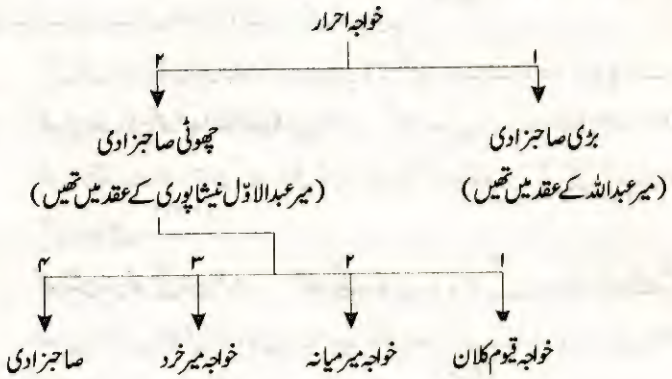 خواجہ احرار
۱ ۲
بڑی صاحبزادی چھوٹی صاحبزادی
(میر عبداللہ کے عقد میں تھیں) (میر عبدالاوّل نیشاپوری کے عقد میں تھیں)
۱ ۲ ۳ ۴
خواجہ قیوم کلان خواجہ میر میانہ خواجہ میر خرد صاحبزادی